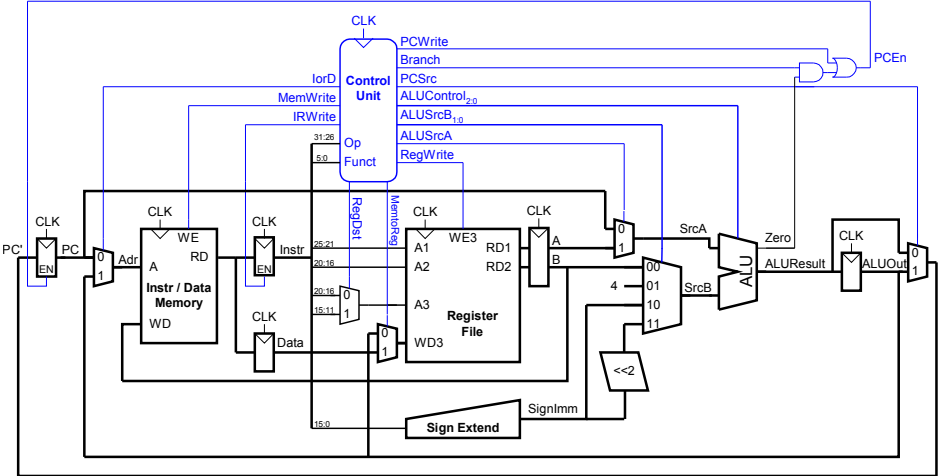 CLK
PCWrite
Branch
PCEn
IorD
Control
Unit
PCSrc
MemWrite
ALUControl2:0
IRWrite
ALUSrcB1:0
31:26
Op
ALUSrcA
5:0
Funct
RegWrite
RegDst
MemtoReg
CLK
CLK
CLK
CLK
CLK
CLK
PC'
PC
EN
0
1
Adr
WE
A
RD
Instr / Data
Memory
WD
EN
Instr
25:21
20:16
20:16
15:11
0
1
A1
A2
A3
WD3
WE3
RD1
RD2
Register
File
A
B
0
1
SrcA
4
00
01
10
11
SrcB
ALU
Zero
ALUResult
ALUOut
0
1
CLK
Data
0
1
<<2
SignImm
15:0
Sign Extend